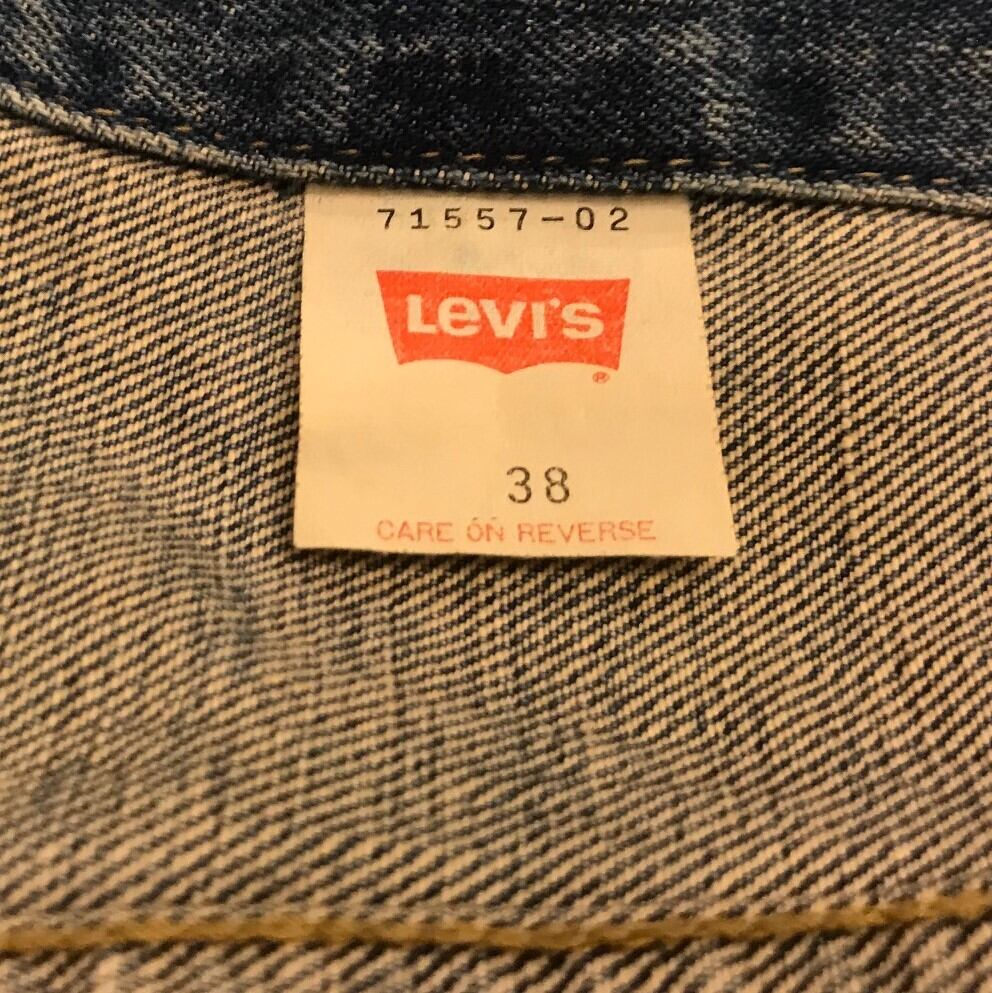 71557-02
Levi's
®
38
CARE ON REVERSE